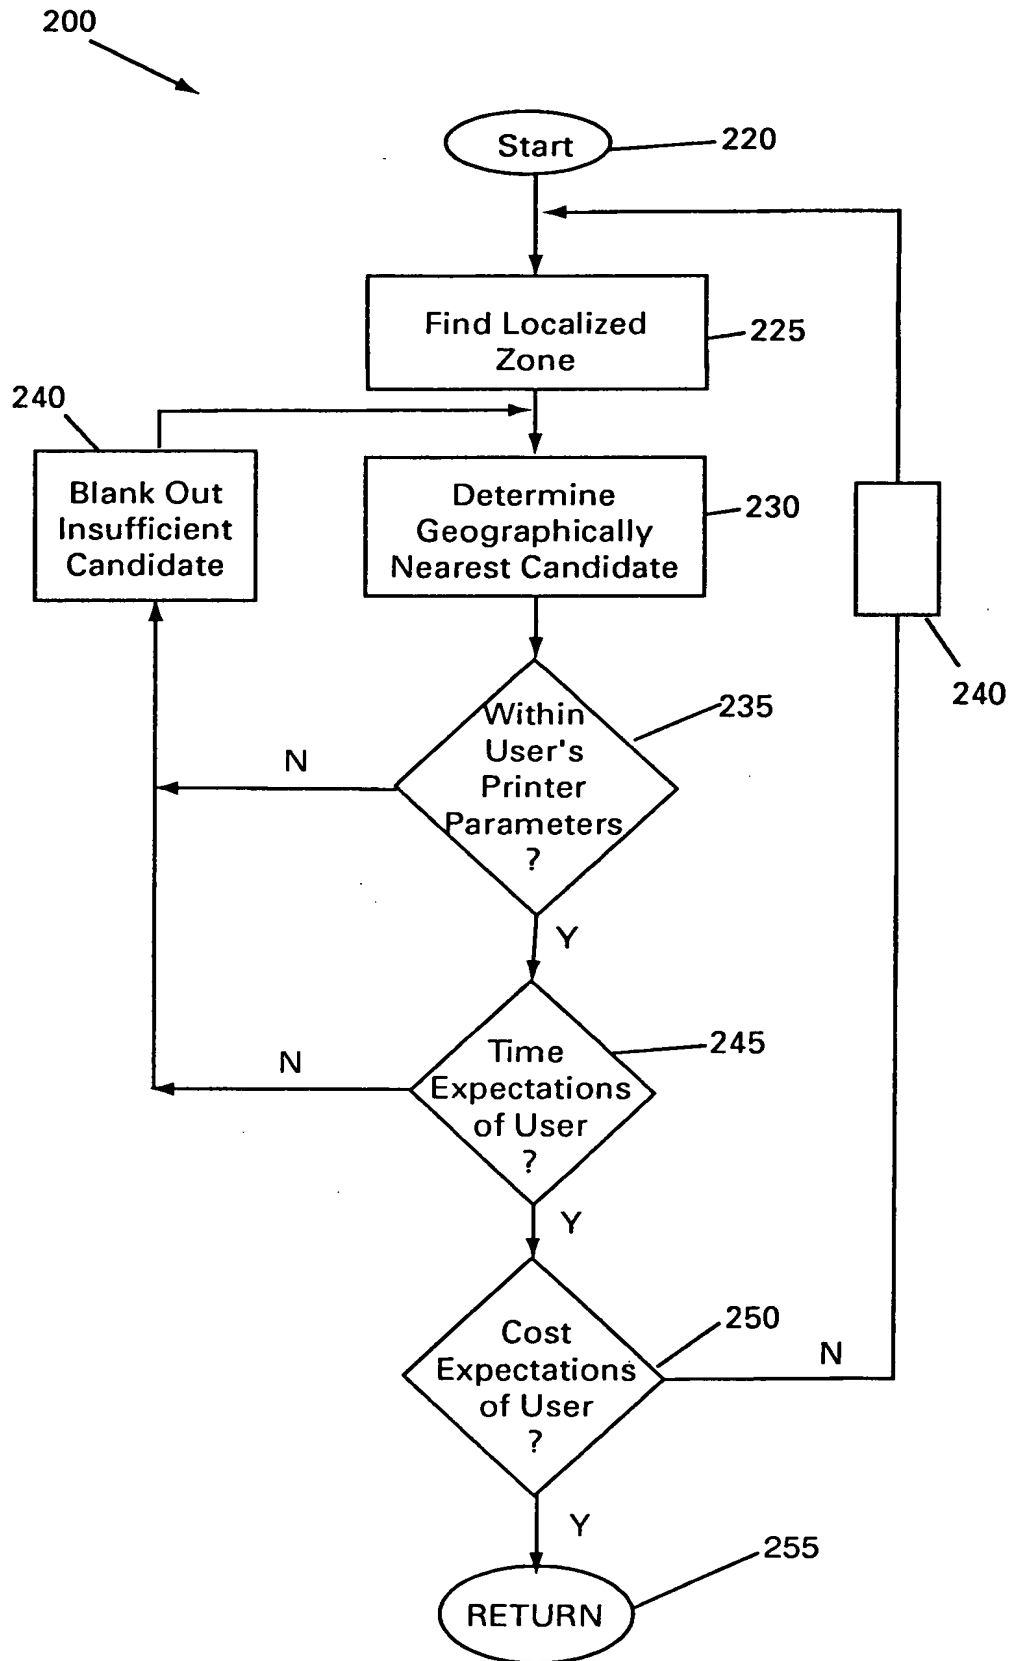 200
Start
220
Find Localized
Zone
225
240
Blank Out
Insufficient
Candidate
Determine
Geographically
Nearest Candidate
230
240
Within
User's
Printer
Parameters
?
235
N
Y
Time
Expectations
of User
?
245
N
Y
Cost
Expectations
of User
?
250
N
Y
RETURN
255